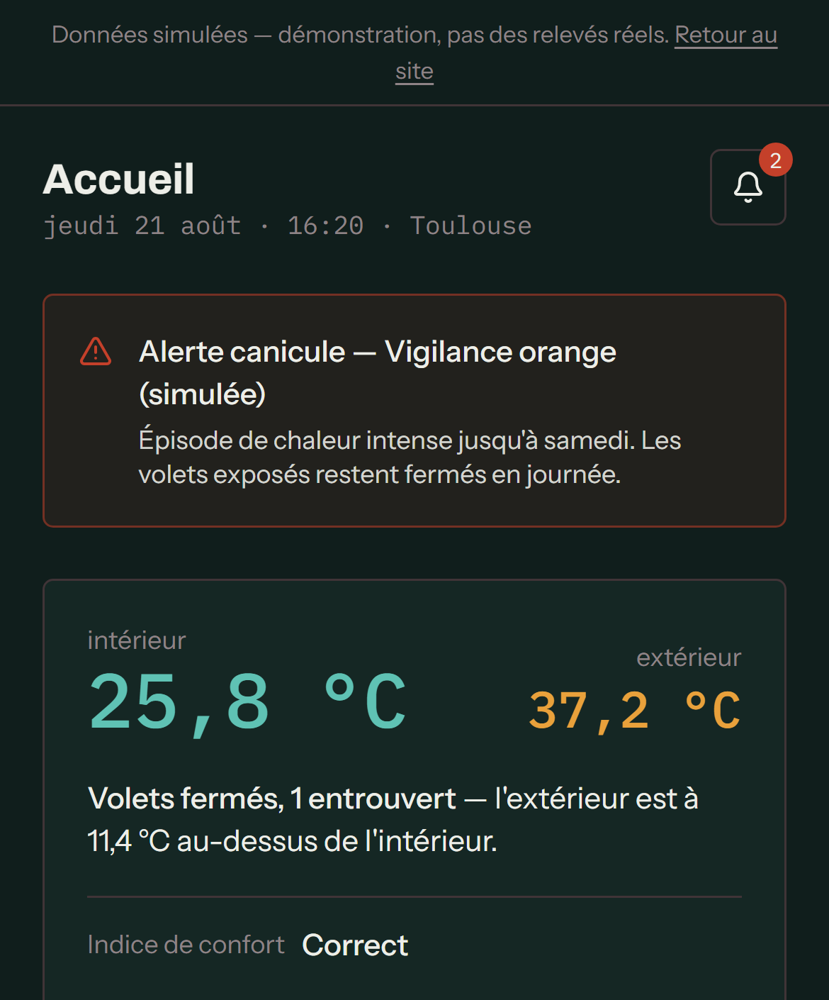 Données simulées — démonstration, pas des relevés réels. Retour au
site
Accueil
2
jeudi 21 août · 16:20 · Toulouse
Alerte canicule — Vigilance orange
(simulée)
Épisode de chaleur intense jusqu'à samedi. Les
volets exposés restent fermés en journée.
intérieur
extérieur
25,8 °C
37,2 °C
Volets fermés, 1 entrouvert — l'extérieur est à
11,4 °C au-dessus de l'intérieur.
Indice de confort Correct